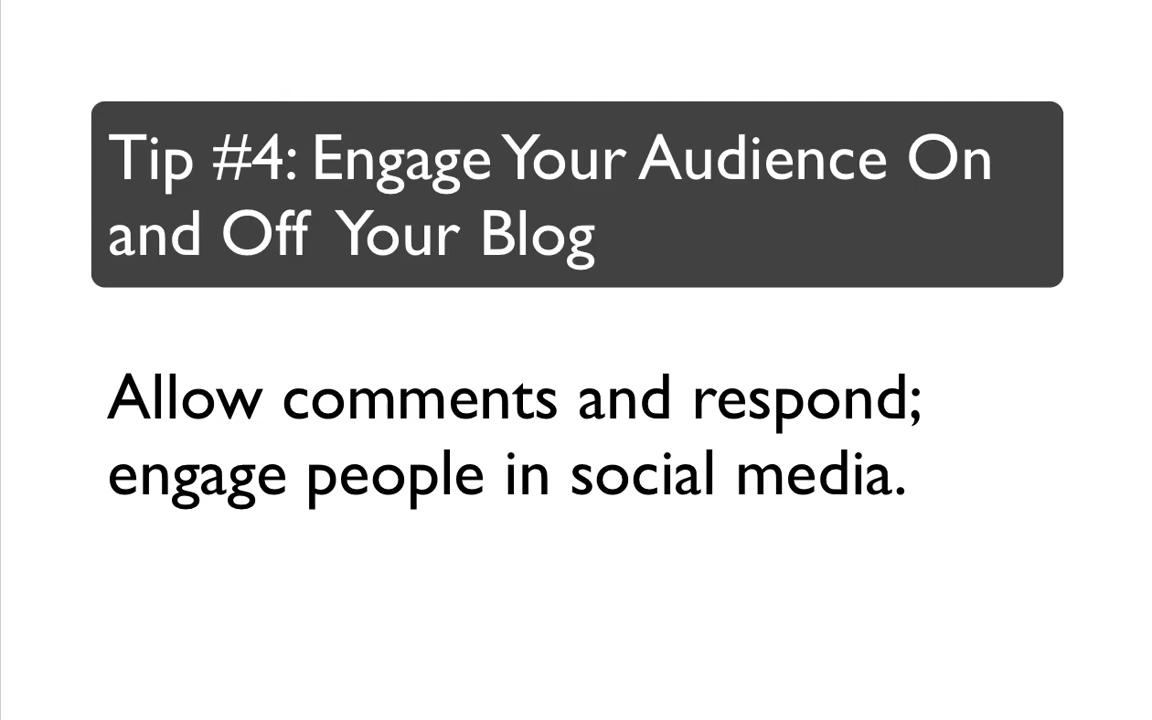 Tip #4: Engage Your Audience On
and Off Your Blog
Allow comments and respond;
engage people in social media.